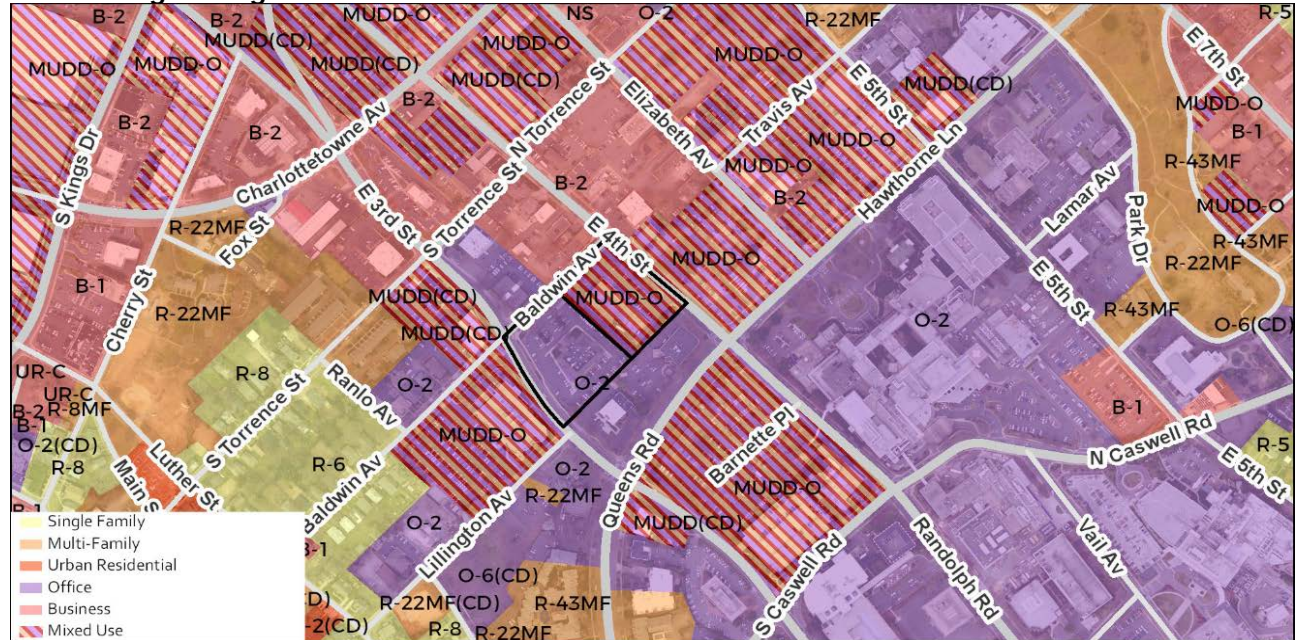 B-2
B-2
MUDD-O
NS
O-2
R-22MF
R-5
MUDD(CD)
MUDD-O
E 7th St
MUDD-O
MUDD-O
MUDD(CD)
MUDD(CD)
MUDD-O
E 5th St
MUDD(CD)
B-2
B-2
B-2
Charlottetowne Av
N Torrence St
Elizabeth Av
Travis Av
MUDD-O
B-1
S Kings Dr
MUDD-O
MUDD-O
B-2
Hawthorne Ln
Lamar Av
Park Dr
R-43MF
MUDD-O
B-2
E 3rd St
S Torrence St
E 4th St
R-22MF
Fox St
MUDD-O
R-43MF
R-22MF
B-1
Cherry St
R-22MF
MUDD(CD)
Baldwin Av
MUDD-O
E 5th St
R-43MF
O-6(CD)
MUDD(CD)
O-2
UR-C
UR-C
R-8MF
B-2
B-1
O-2(CD)
R-8
R-8
Ranlo Av
O-2
O-2
B-1
Luther St
Main S
S Torrence St
R-6
MUDD-O
Barnette Pl
N Caswell Rd
R-5
Baldwin Av
O-2
R-22MF
Queens Rd
MUDD-O
E 5th St
B-1
O-2
Lillington Av
MUDD(CD)
Randolph Rd
Vail Av
B-1
O-6(CD)
R-22MF(CD)
R-43MF
S Caswell Rd
R-8
R-22MF
Single Family
Multi-Family
Urban Residential
Office
Business
Mixed Use